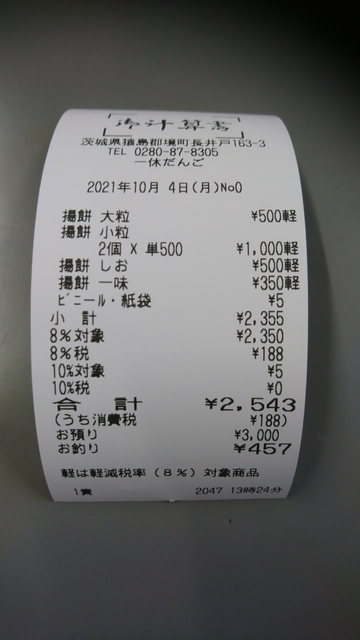 御計算書
茨城県猿島郡境町長井戸163-3
TEL 0280-87-8305
一休だんご
2021年10月 4日(月)No0
揚餅 大粒 ¥500軽
揚餅 小粒
2個 X 単500 ¥1,000軽
揚餅 しお ¥500軽
揚餅 一味 ¥350軽
ビニール・紙袋 ¥5
小 計 ¥2,355
8%対象 ¥2,350
8%税 ¥188
10%対象 ¥5
10%税 ¥0
合 計 ¥2,543
(うち消費税 ¥188)
お預り ¥3,000
お釣り ¥457
軽は軽減税率(8%)対象商品
1責 2047 13時24分